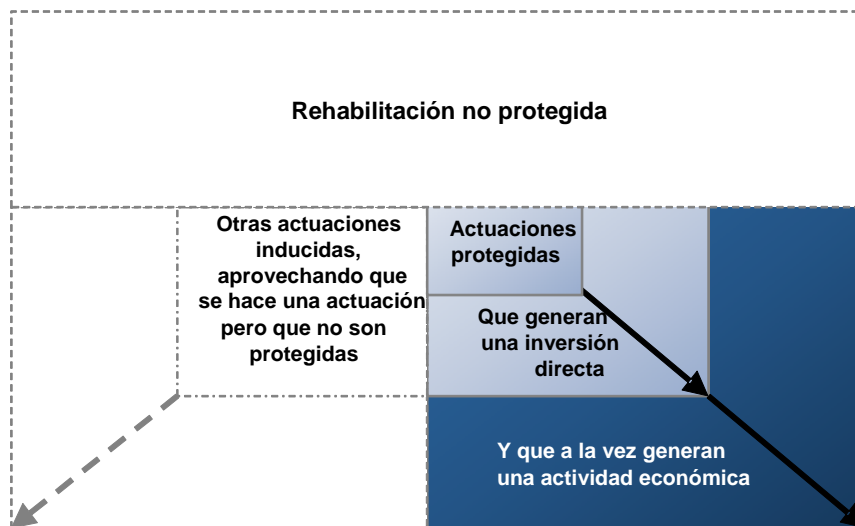 Rehabilitación no protegida
Otras actuaciones
inducidas,
aprovechando que
se hace una actuación
pero que no son
protegidas
Actuaciones
protegidas
Que generan
una inversión
directa
Y que a la vez generan
una actividad económica